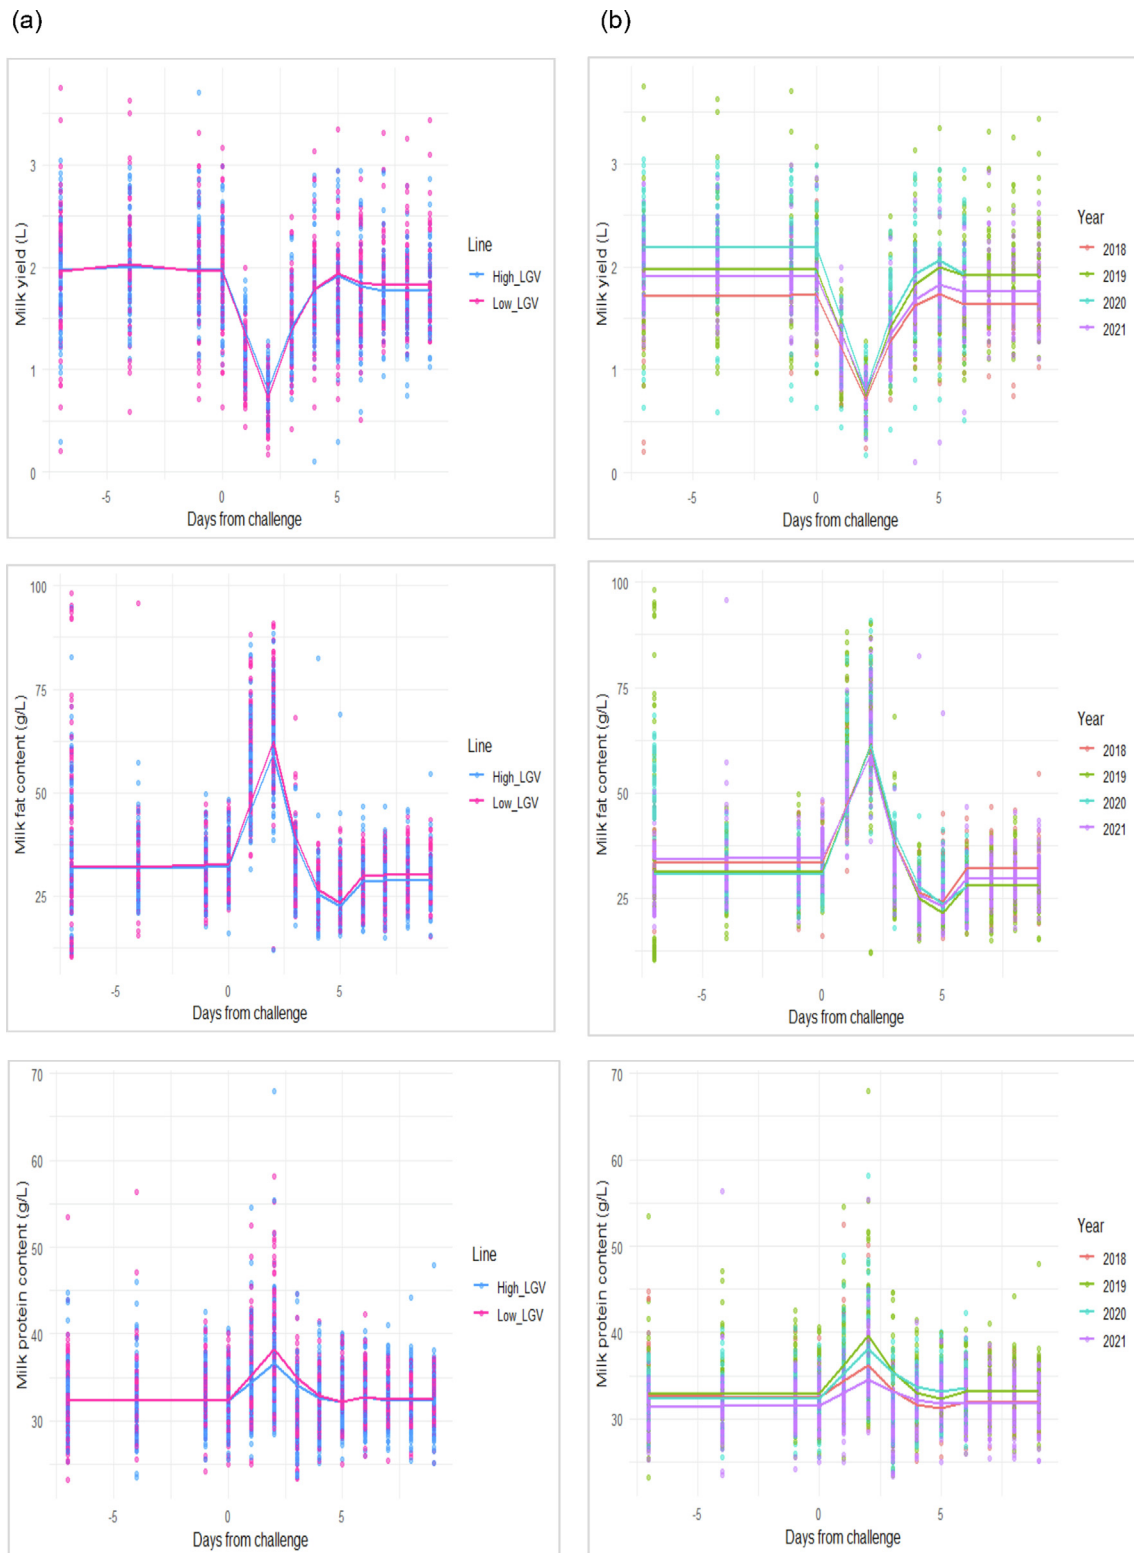 (a)
(b)
3
2
1
0
Milk yield (L)
-5
0
5
Days from challenge
Line
High_LGV
Low_LGV
3
2
1
0
Milk yield (L)
-5
0
5
Days from challenge
Year
2018
2019
2020
2021
100
75
50
25
Milk fat content (g/L)
-5
0
5
Days from challenge
Line
High_LGV
Low_LGV
100
75
50
25
Milk fat content (g/L)
-5
0
5
Days from challenge
Year
2018
2019
2020
2021
70
60
50
40
30
Milk protein content (g/L)
-5
0
5
Days from challenge
Line
High_LGV
Low_LGV
70
60
50
40
30
Milk protein content (g/L)
-5
0
5
Days from challenge
Year
2018
2019
2020
2021